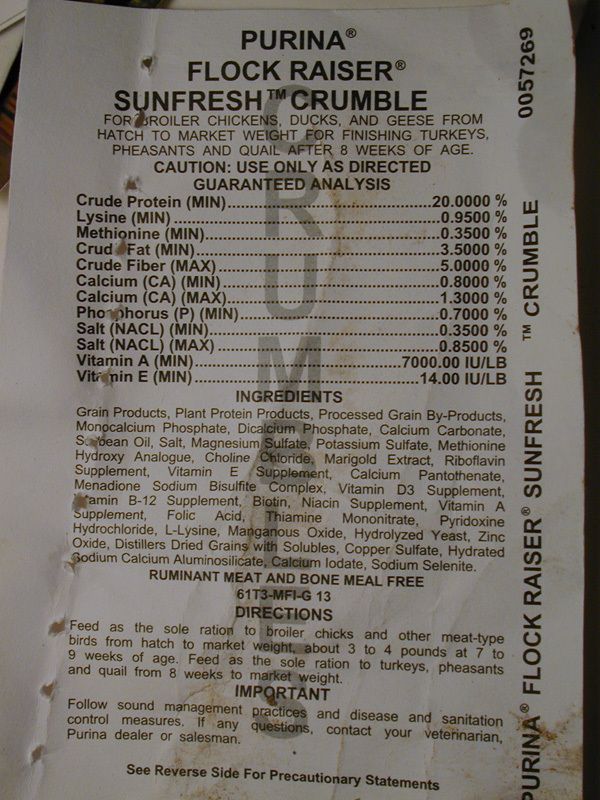 PURINA®
FLOCK RAISER®
SUNFRESH™ CRUMBLE
FOR BROILER CHICKENS, DUCKS, AND GEESE FROM
HATCH TO MARKET WEIGHT FOR FINISHING TURKEYS,
PHEASANTS AND QUAIL AFTER 8 WEEKS OF AGE.
CAUTION: USE ONLY AS DIRECTED
GUARANTEED ANALYSIS
Crude Protein (MIN)..............................20.0000 %
Lysine (MIN) ..........................................0.9500 %
Methionine (MIN)....................................0.3500 %
Crude Fat (MIN)......................................3.5000 %
Crude Fiber (MAX)..................................5.0000 %
Calcium (CA) (MIN) ................................0.8000 %
Calcium (CA) (MAX) ................................1.3000 %
Phosphorus (P) (MIN) ..............................0.7000 %
Salt (NACL) (MIN) ..................................0.3500 %
Salt (NACL) (MAX) ..................................0.8500 %
Vitamin A (MIN)..............................7000.00 IU/LB
Vitamin E (MIN)..................................14.00 IU/LB
INGREDIENTS
Grain Products, Plant Protein Products, Processed Grain By-Products,
Monocalcium Phosphate, Dicalcium Phosphate, Calcium Carbonate,
Soybean Oil, Salt, Magnesium Sulfate, Potassium Sulfate, Methionine
Hydroxy Analogue, Choline Chloride, Marigold Extract, Riboflavin
Supplement, Vitamin E Supplement, Calcium Pantothenate,
Menadione Sodium Bisulfite Complex, Vitamin D3 Supplement,
Vitamin B-12 Supplement, Biotin, Niacin Supplement, Vitamin A
Supplement, Folic Acid, Thiamine Mononitrate, Pyridoxine
Hydrochloride, L-Lysine, Manganous Oxide, Hydrolyzed Yeast, Zinc
Oxide, Distillers Dried Grains with Solubles, Copper Sulfate, Hydrated
Sodium Calcium Aluminosilicate, Calcium Iodate, Sodium Selenite.
RUMINANT MEAT AND BONE MEAL FREE
61T3-MFI-G 13
DIRECTIONS
Feed as the sole ration to broiler chicks and other meat-type
birds from hatch to market weight, about 3 to 4 pounds at 7 to
9 weeks of age. Feed as the sole ration to turkeys, pheasants
and quail from 8 weeks to market weight.
IMPORTANT
Follow sound management practices and disease and sanitation
control measures. If any questions, contact your veterinarian,
Purina dealer or salesman.
See Reverse Side For Precautionary Statements
PURINA® FLOCK RAISER® SUNFRESH ™ CRUMBLE
0057269